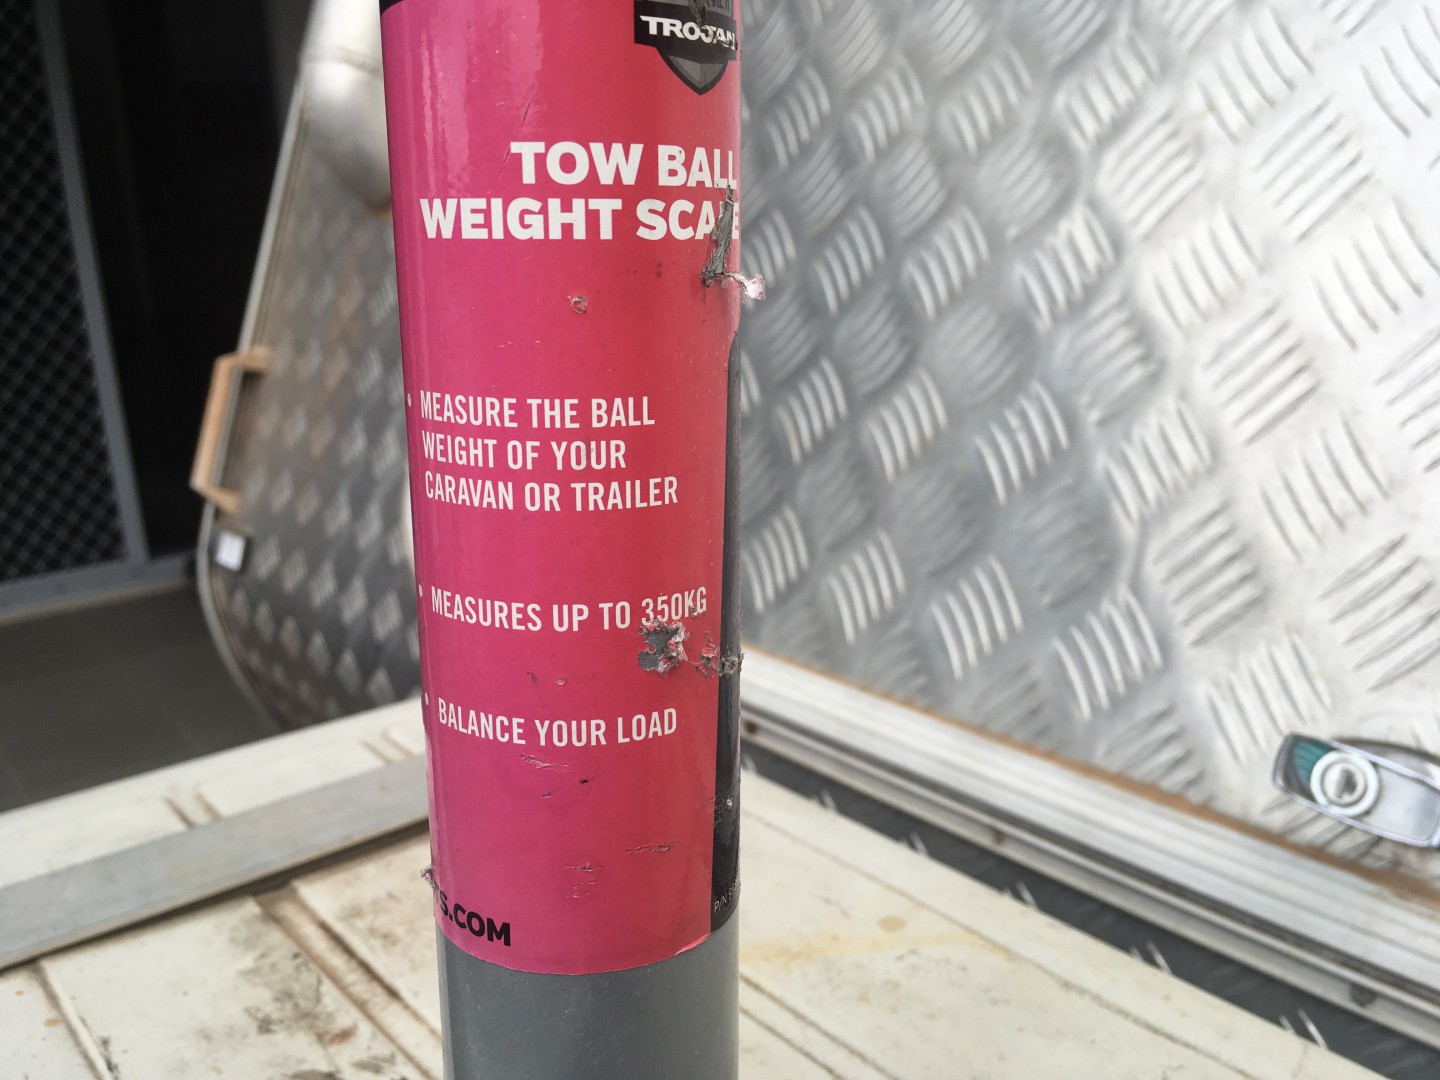 TROJAN
TOW BALL
WEIGHT SCALE
• MEASURE THE BALL
WEIGHT OF YOUR
CARAVAN OR TRAILER
• MEASURES UP TO 350KG
• BALANCE YOUR LOAD
S.COM
P/N